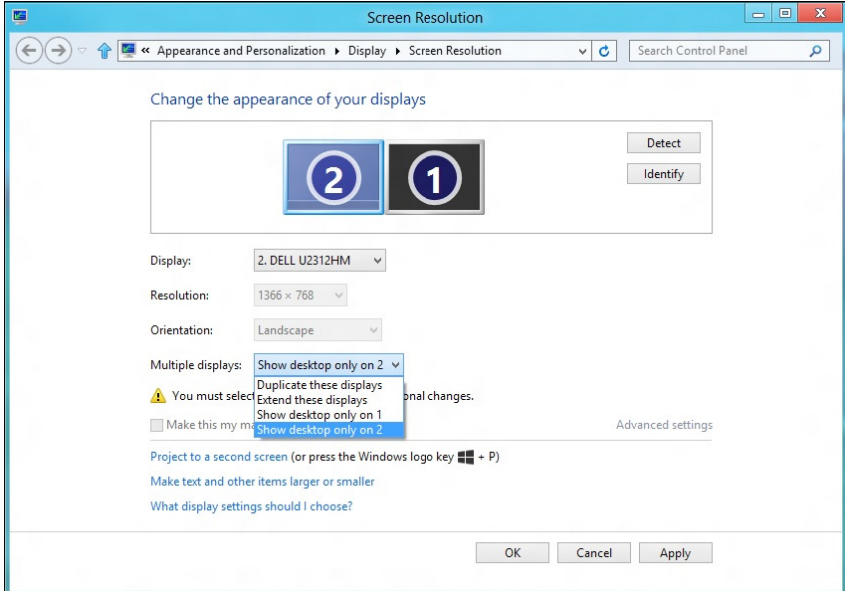 Screen Resolution
« Appearance and Personalization Display Screen Resolution Search Control Panel
Change the appearance of your displays
2 1
Detect
Identify
Display: 2. DELL U2312HM
Resolution: 1366 × 768
Orientation: Landscape
Multiple displays: Show desktop only on 2
Duplicate these displays
You must select onal changes.
Extend these displays
Show desktop only on 1
Make this my ma Advanced settings
Show desktop only on 2
Project to a second screen (or press the Windows logo key + P)
Make text and other items larger or smaller
What display settings should I choose?
OK Cancel Apply